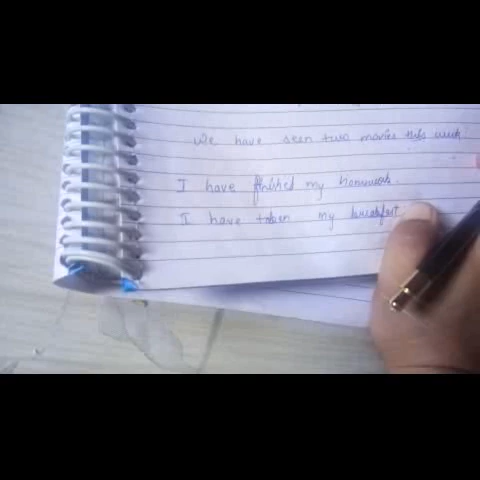 We have seen two movies this week.
I have finished my homework.
I have taken my breakfast